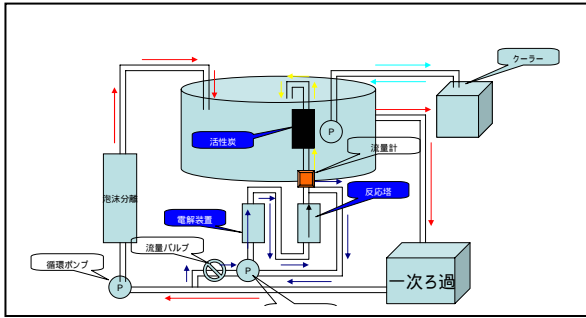 クーラー
P
活性炭
流量計
泡沫分離
反応塔
電解装置
流量バルブ
循環ポンプ
P
P
一次ろ過